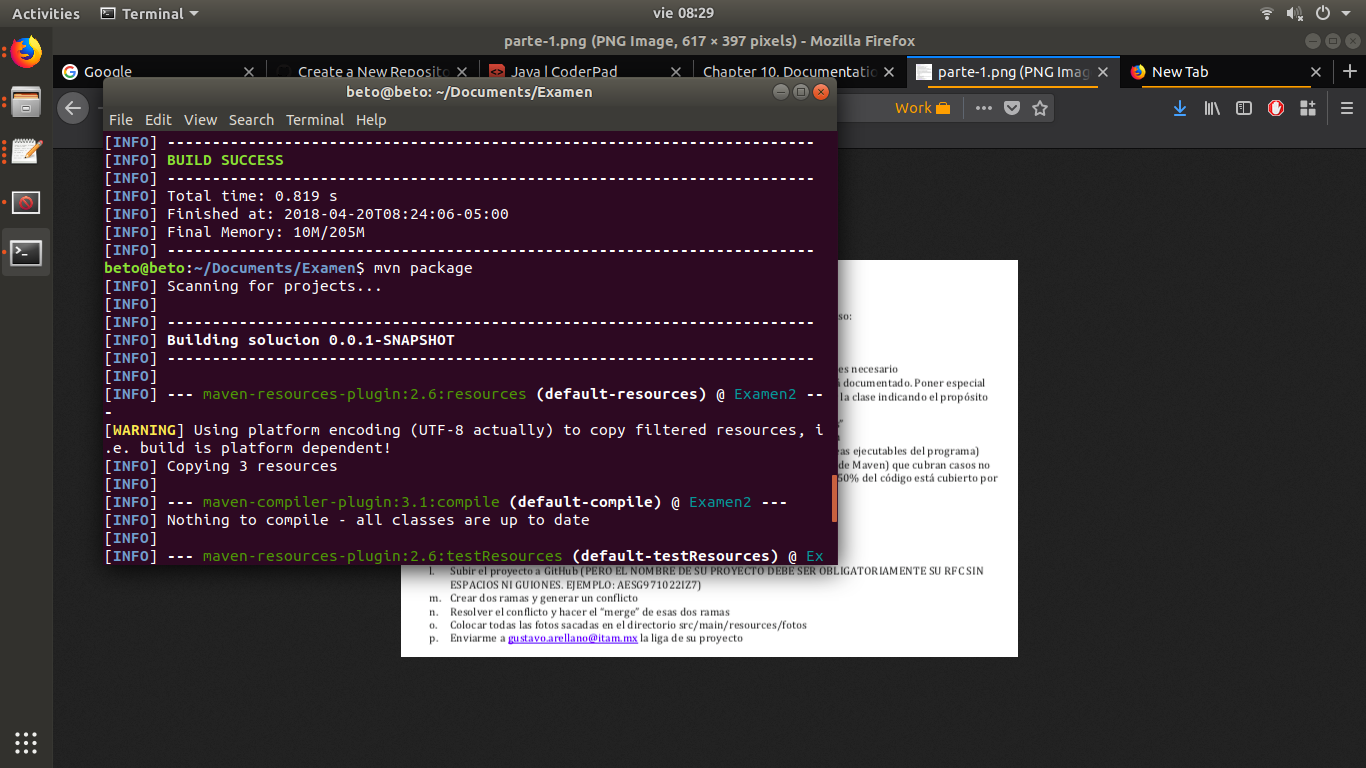 Activities Terminal vie 08:29
parte-1.png (PNG Image, 617 × 397 pixels) - Mozilla Firefox
Google Create a New Reposito Java | CoderPad Chapter 10. Documentatio parte-1.png (PNG Imag New Tab
beto@beto: ~/Documents/Examen
Work
File Edit View Search Terminal Help
[INFO] ------------------------------------------------------------------------
[INFO] BUILD SUCCESS
[INFO] ------------------------------------------------------------------------
[INFO] Total time: 0.819 s
[INFO] Finished at: 2018-04-20T08:24:06-05:00
[INFO] Final Memory: 10M/205M
[INFO] ------------------------------------------------------------------------
beto@beto:~/Documents/Examen$ mvn package
[INFO] Scanning for projects...
[INFO]
[INFO] ------------------------------------------------------------------------
[INFO] Building solucion 0.0.1-SNAPSHOT
[INFO] ------------------------------------------------------------------------
[INFO]
[INFO] --- maven-resources-plugin:2.6:resources (default-resources) @ Examen2 --
-
[WARNING] Using platform encoding (UTF-8 actually) to copy filtered resources, i
.e. build is platform dependent!
[INFO] Copying 3 resources
[INFO]
[INFO] --- maven-compiler-plugin:3.1:compile (default-compile) @ Examen2 ---
[INFO] Nothing to compile - all classes are up to date
[INFO]
[INFO] --- maven-resources-plugin:2.6:testResources (default-testResources) @ Ex
so:
es necesario
documentado. Poner especial
la clase indicando el propósito
as ejecutables del programa)
de Maven) que cubran casos no
50% del código está cubierto por
l. Subir el proyecto a GitHub (PERO EL NOMBRE DE SU PROYECTO DEBE SER OBLIGATORIAMENTE SU RFC SIN
ESPACIOS NI GUIONES. EJEMPLO: AESG971022IZ7)
m. Crear dos ramas y generar un conflicto
n. Resolver el conflicto y hacer el “merge” de esas dos ramas
o. Colocar todas las fotos sacadas en el directorio src/main/resources/fotos
p. Enviarme a gustavo.arellano@itam.mx la liga de su proyecto